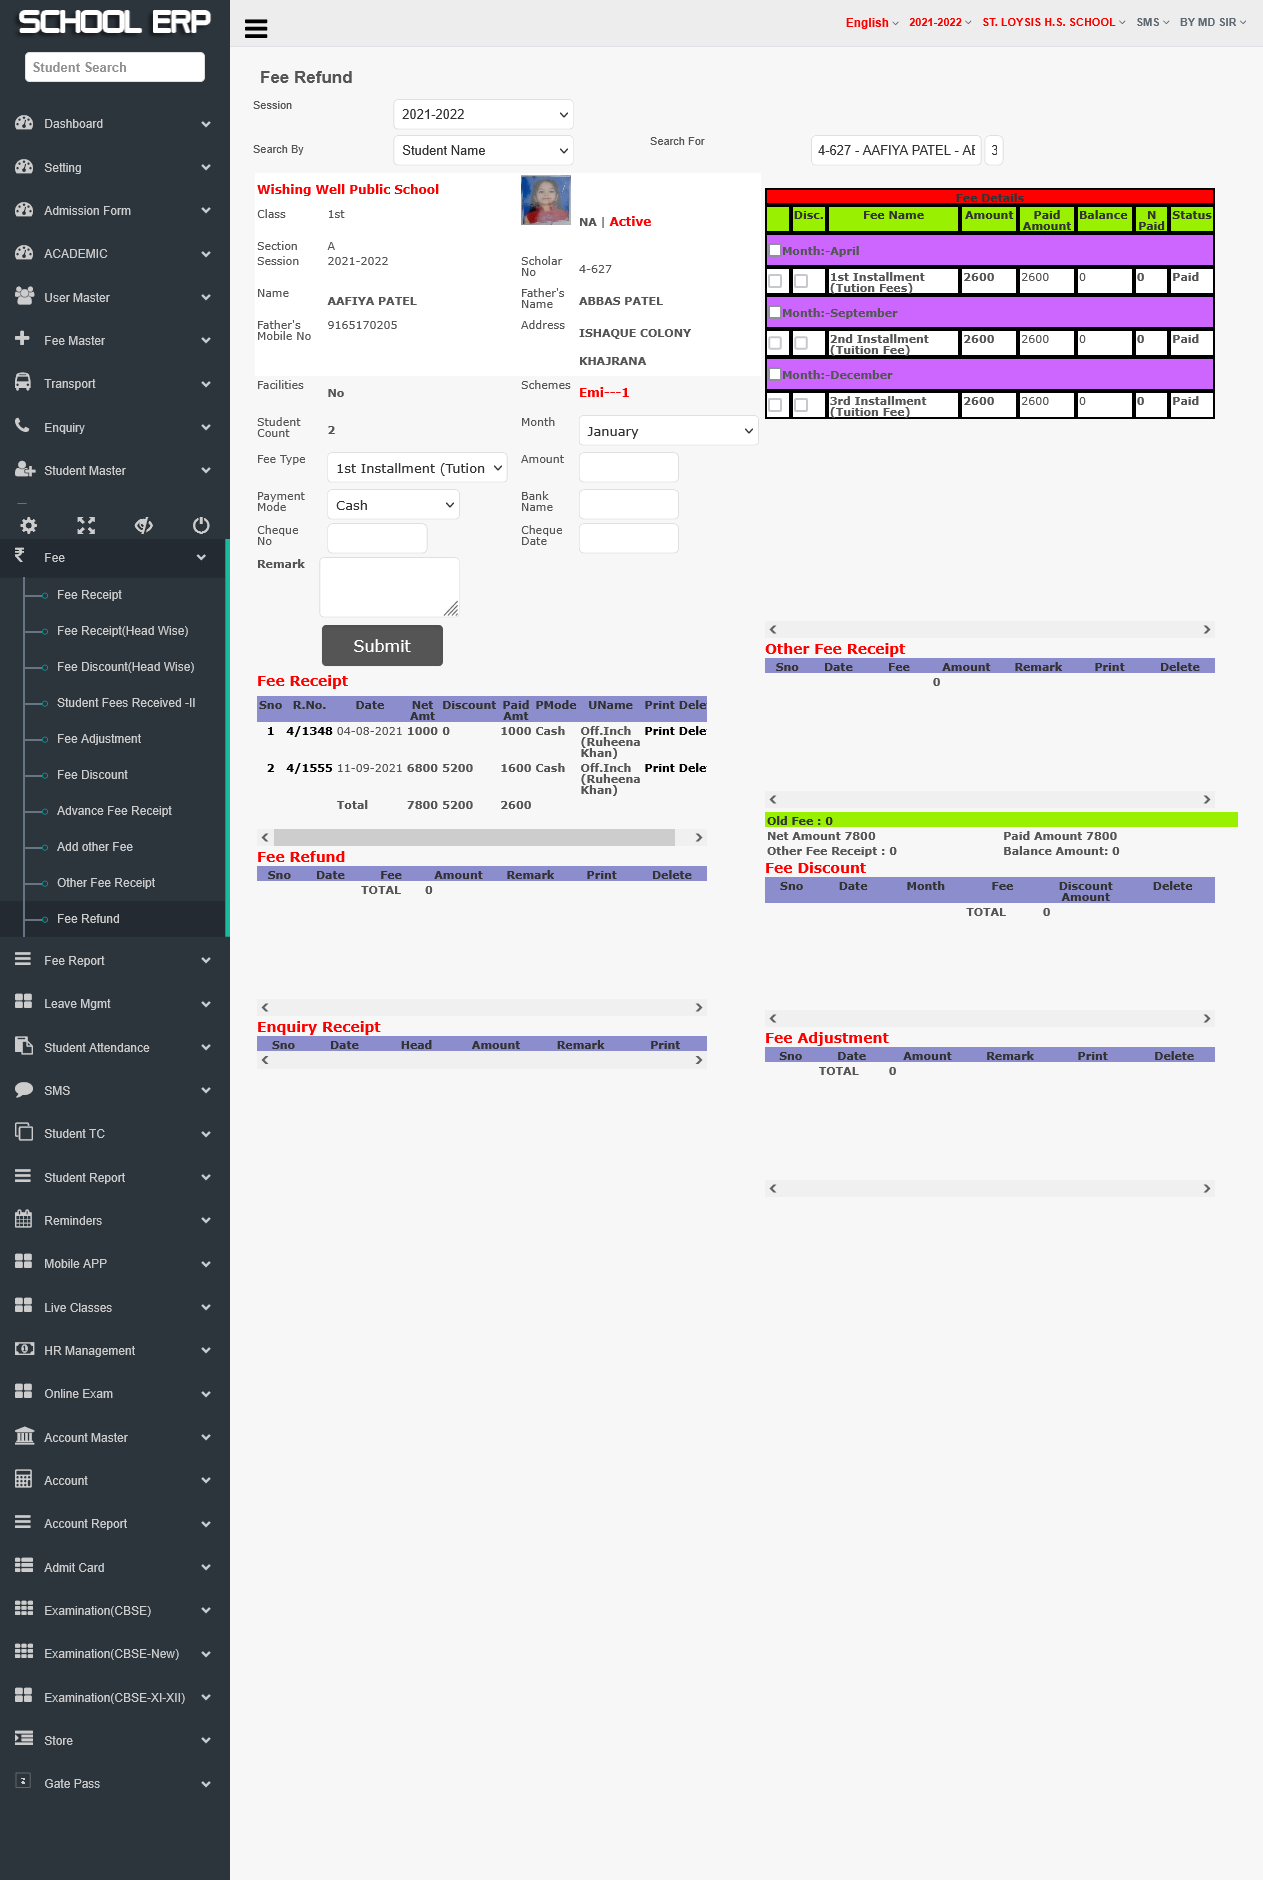 SCHOOL ERP
English
2021-2022
ST. LOYSIS H.S. SCHOOL
SMS
BY MD SIR
Student Search
Dashboard
Setting
Admission Form
ACADEMIC
User Master
Fee Master
Transport
Enquiry
Student Master
Fee
Fee Receipt
Fee Receipt(Head Wise)
Fee Discount(Head Wise)
Student Fees Received -II
Fee Adjustment
Fee Discount
Advance Fee Receipt
Add other Fee
Other Fee Receipt
Fee Refund
Fee Report
Leave Mgmt
Student Attendance
SMS
Student TC
Student Report
Reminders
Mobile APP
Live Classes
HR Management
Online Exam
Account Master
Account
Account Report
Admit Card
Examination(CBSE)
Examination(CBSE-New)
Examination(CBSE-XI-XII)
Store
Gate Pass
Fee Refund
Session 2021-2022
Search By Student Name Search For 4-627 - AAFIYA PATEL - AE 3
Wishing Well Public School
Class 1st NA | Active
Section A
Session 2021-2022 Scholar No 4-627
Name AAFIYA PATEL Father's Name ABBAS PATEL
Father's Mobile No 9165170205 Address ISHAQUE COLONY
KHAJRANA
Facilities No Schemes Emi---1
Student Count 2 Month January
Fee Type 1st Installment (Tution Amount
Payment Mode Cash Bank Name
Cheque No Cheque Date
Remark
Submit
Fee Receipt
Sno R.No. Date Net Amt Discount Paid Amt PMode UName Print Dele
1 4/1348 04-08-2021 1000 0 1000 Cash Off.Inch (Ruheena Khan) Print Dele
2 4/1555 11-09-2021 6800 5200 1600 Cash Off.Inch (Ruheena Khan) Print Dele
Total 7800 5200 2600
Fee Refund
Sno Date Fee Amount Remark Print Delete
TOTAL 0
Enquiry Receipt
Sno Date Head Amount Remark Print
Fee Details
Disc. Fee Name Amount Paid Amount Balance N Paid Status
Month:-April
1st Installment (Tution Fees) 2600 2600 0 0 Paid
Month:-September
2nd Installment (Tuition Fee) 2600 2600 0 0 Paid
Month:-December
3rd Installment (Tuition Fee) 2600 2600 0 0 Paid
Other Fee Receipt
Sno Date Fee Amount Remark Print Delete
0
Old Fee : 0
Net Amount 7800 Paid Amount 7800
Other Fee Receipt : 0 Balance Amount: 0
Fee Discount
Sno Date Month Fee Discount Amount Delete
TOTAL 0
Fee Adjustment
Sno Date Amount Remark Print Delete
TOTAL 0